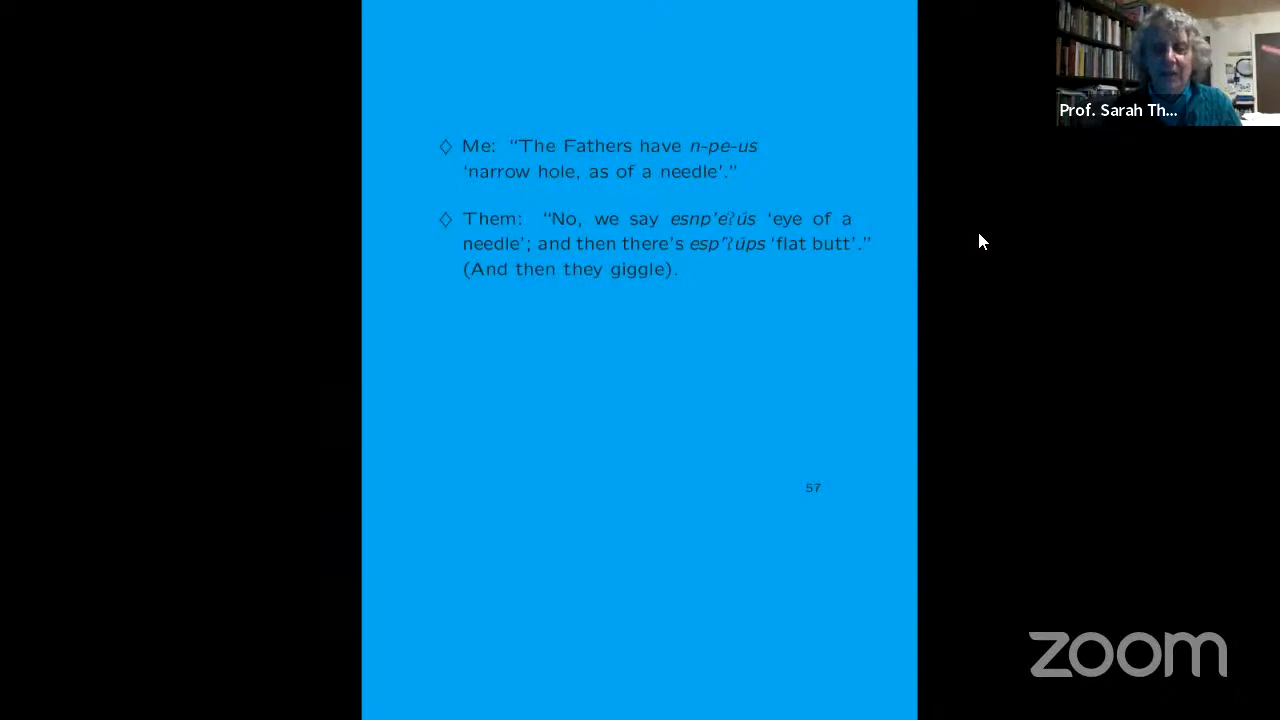 Prof. Sarah Th...
◇ Me: “The Fathers have n-pe-us
‘narrow hole, as of a needle’.”
◇ Them: “No, we say esnp’eʔús ‘eye of a
needle’; and then there’s esp’ʔúps ‘flat butt’.”
(And then they giggle).
57
zoom